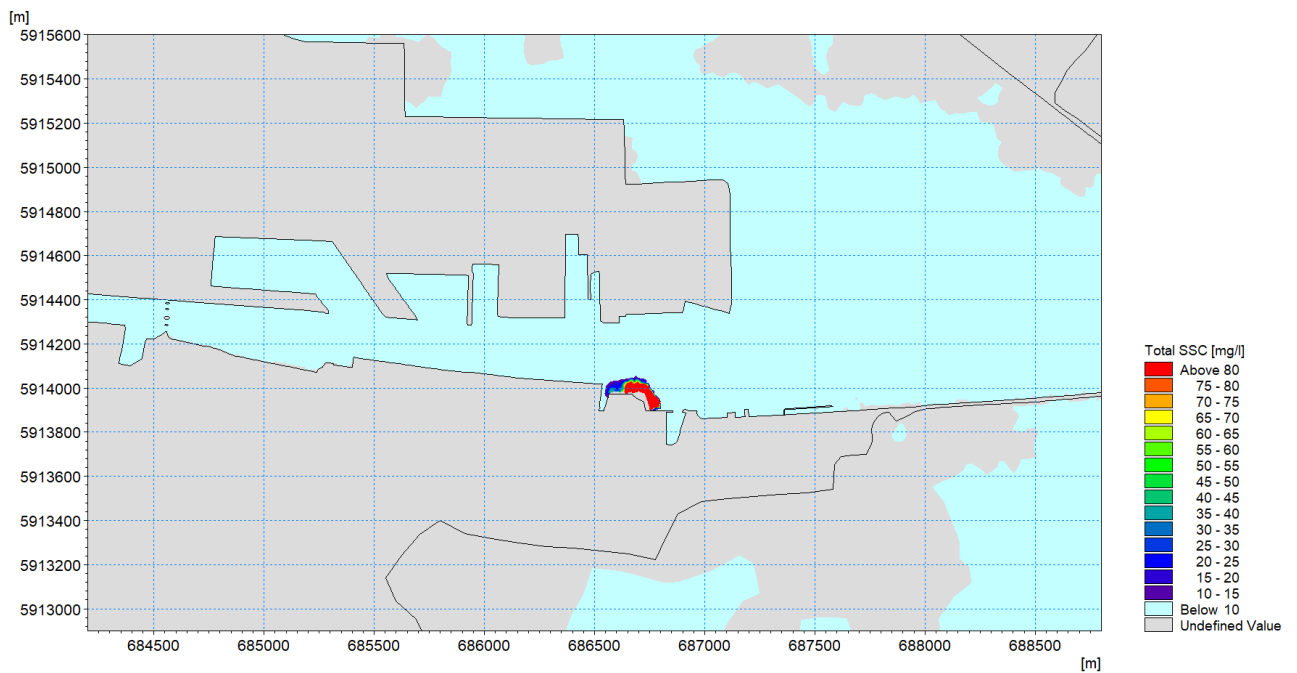 [m]
5915600
5915400
5915200
5915000
5914800
5914600
5914400
5914200
5914000
5913800
5913600
5913400
5913200
5913000
684500 685000 685500 686000 686500 687000 687500 688000 688500
[m]
Total SSC [mg/l]
Above 80
75 - 80
70 - 75
65 - 70
60 - 65
55 - 60
50 - 55
45 - 50
40 - 45
35 - 40
30 - 35
25 - 30
20 - 25
15 - 20
10 - 15
Below 10
Undefined Value